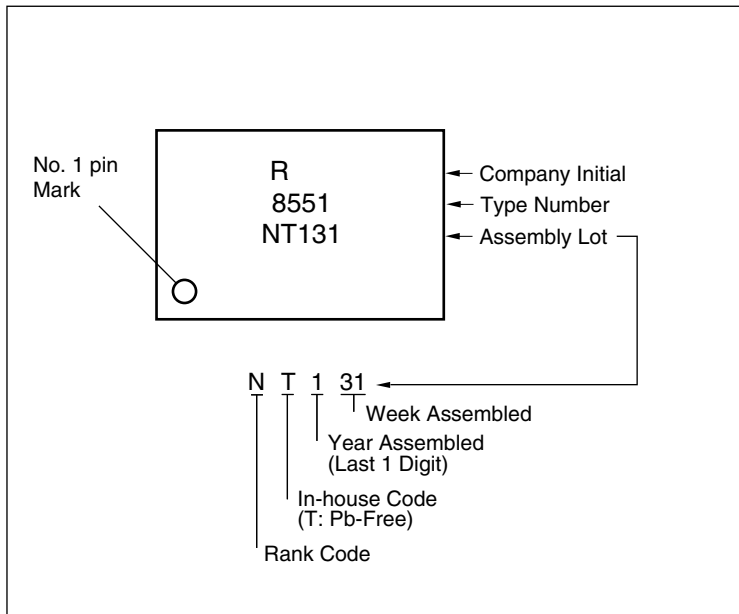 No. 1 pin
Mark
R
8551
NT131
Company Initial
Type Number
Assembly Lot
N T 1 31
Week Assembled
Year Assembled
(Last 1 Digit)
In-house Code
(T: Pb-Free)
Rank Code